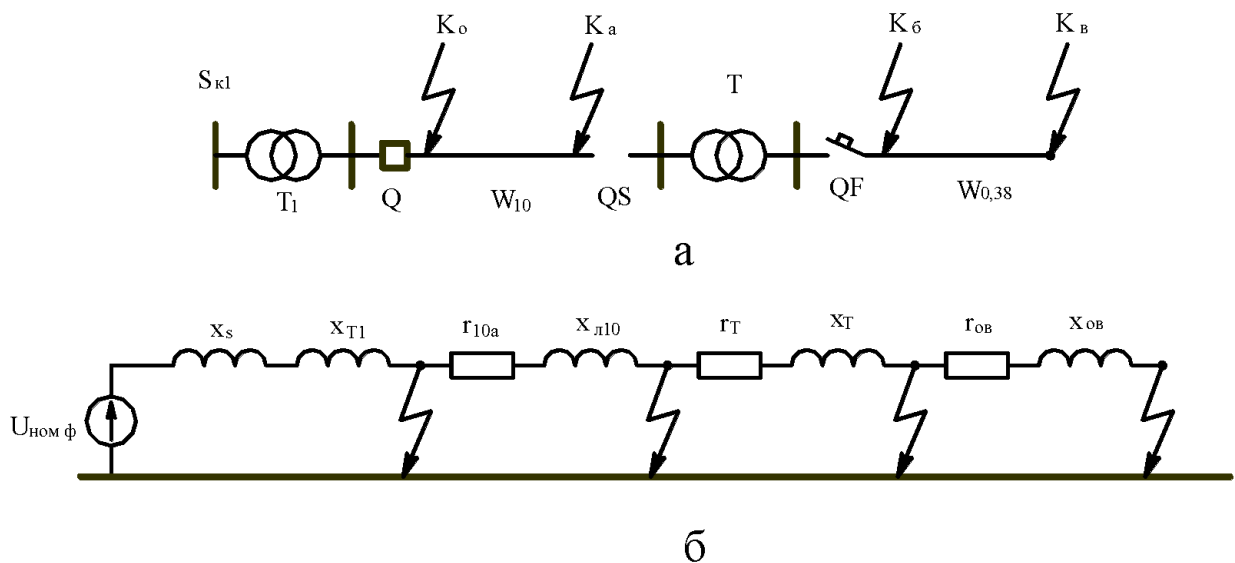 Kо
Kа
Kб
Kв
Sк1
T
T1
Q
W10
QS
QF
W0,38
а
xs
xT1
r10а
xл10
rT
xT
rов
xов
Uном ф
б